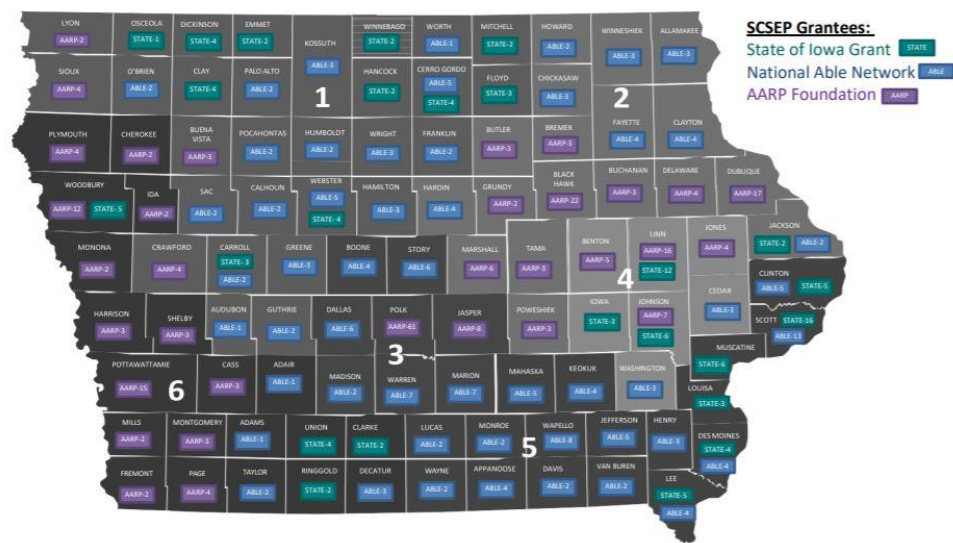 SCSEP Grantees:
State of Iowa Grant STATE
National Able Network ABLE
AARP Foundation AARP
LYON
AARP-2
OSCEOLA
STATE-1
DICKINSON
STATE-4
EMMET
STATE-2
KOSSUTH
ABLE-3
WINNEBAGO
STATE-2
WORTH
ABLE-1
MITCHELL
STATE-2
HOWARD
ABLE-2
WINNESHIEK
ABLE-3
ALLAMAKEE
ABLE-3
SIOUX
AARP-4
O'BRIEN
ABLE-2
CLAY
STATE-4
PALO ALTO
ABLE-2
1
HANCOCK
STATE-2
CERRO GORDO
ABLE-5
STATE-4
FLOYD
STATE-3
CHICKASAW
ABLE-3
2
PLYMOUTH
AARP-4
CHEROKEE
AARP-2
BUENA
VISTA
AARP-3
POCAHONTAS
ABLE-2
HUMBOLDT
ABLE-2
WRIGHT
ABLE-3
FRANKLIN
ABLE-2
BUTLER
AARP-3
BREMER
AARP-3
FAYETTE
ABLE-4
CLAYTON
ABLE-4
WOODBURY
AARP-12 STATE-5
IDA
AARP-2
SAC
ABLE-2
CALHOUN
ABLE-2
WEBSTER
ABLE-5
STATE-4
HAMILTON
ABLE-3
HARDIN
ABLE-4
GRUNDY
AARP-2
BLACK
HAWK
AARP-22
BUCHANAN
AARP-3
DELAWARE
AARP-4
DUBUQUE
AARP-17
MONONA
AARP-2
CRAWFORD
AARP-4
CARROLL
STATE-3
ABLE-2
GREENE
ABLE-3
BOONE
ABLE-4
STORY
ABLE-6
MARSHALL
AARP-6
TAMA
AARP-3
BENTON
AARP-5
LINN
AARP-16
STATE-12
4
JONES
AARP-4
JACKSON
STATE-2 ABLE-2
CLINTON
ABLE-5 STATE-5
HARRISON
AARP-3
SHELBY
AARP-3
AUDUBON
ABLE-1
GUTHRIE
ABLE-2
DALLAS
ABLE-6
POLK
AARP-61
3
JASPER
AARP-8
POWESHIEK
AARP-3
IOWA
STATE-3
JOHNSON
AARP-7
STATE-6
CEDAR
ABLE-3
SCOTT STATE-16
ABLE-13
MUSCATINE
STATE-6
POTTAWATTAMIE
AARP-15
6
CASS
AARP-3
ADAIR
ABLE-1
MADISON
ABLE-2
WARREN
ABLE-7
MARION
ABLE-7
MAHASKA
ABLE-5
KEOKUK
ABLE-4
WASHINGTON
ABLE-3
LOUISA
STATE-3
MILLS
AARP-2
MONTGOMERY
AARP-3
ADAMS
ABLE-1
UNION
STATE-4
CLARKE
STATE-2
LUCAS
ABLE-2
MONROE
ABLE-2
5
WAPELLO
ABLE-8
JEFFERSON
ABLE-5
HENRY
ABLE-3
DES MOINES
STATE-4
ABLE-4
FREMONT
AARP-2
PAGE
AARP-4
TAYLOR
ABLE-2
RINGGOLD
STATE-2
DECATUR
ABLE-3
WAYNE
ABLE-2
APPANOOSE
ABLE-4
DAVIS
ABLE-2
VAN BUREN
ABLE-2
LEE
STATE-5
ABLE-4